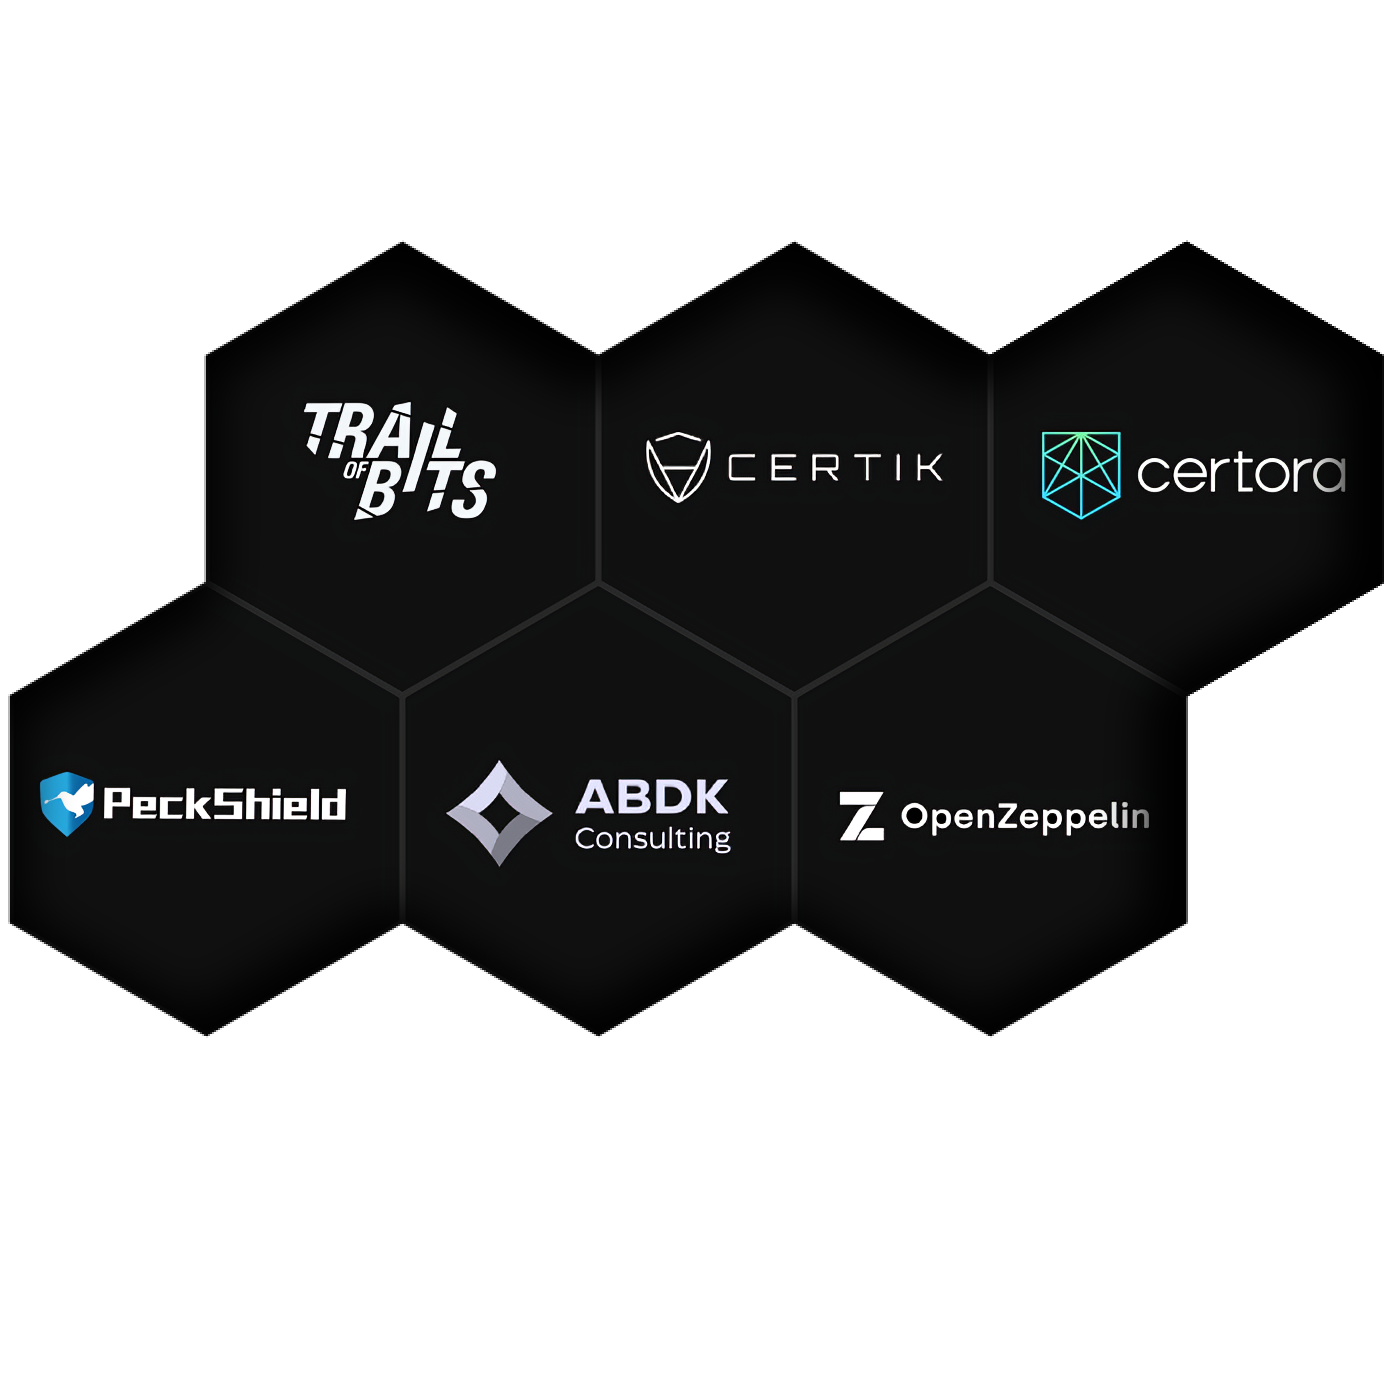 TRAIL
OF
BITS
CERTIK
certora
PeckShield
ABDK
Consulting
OpenZeppelin